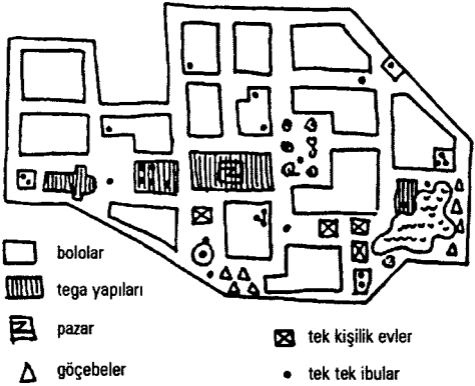 bololar
tega yapıları
pazar
göçebeler
tek kişilik evler
tek tek ibular